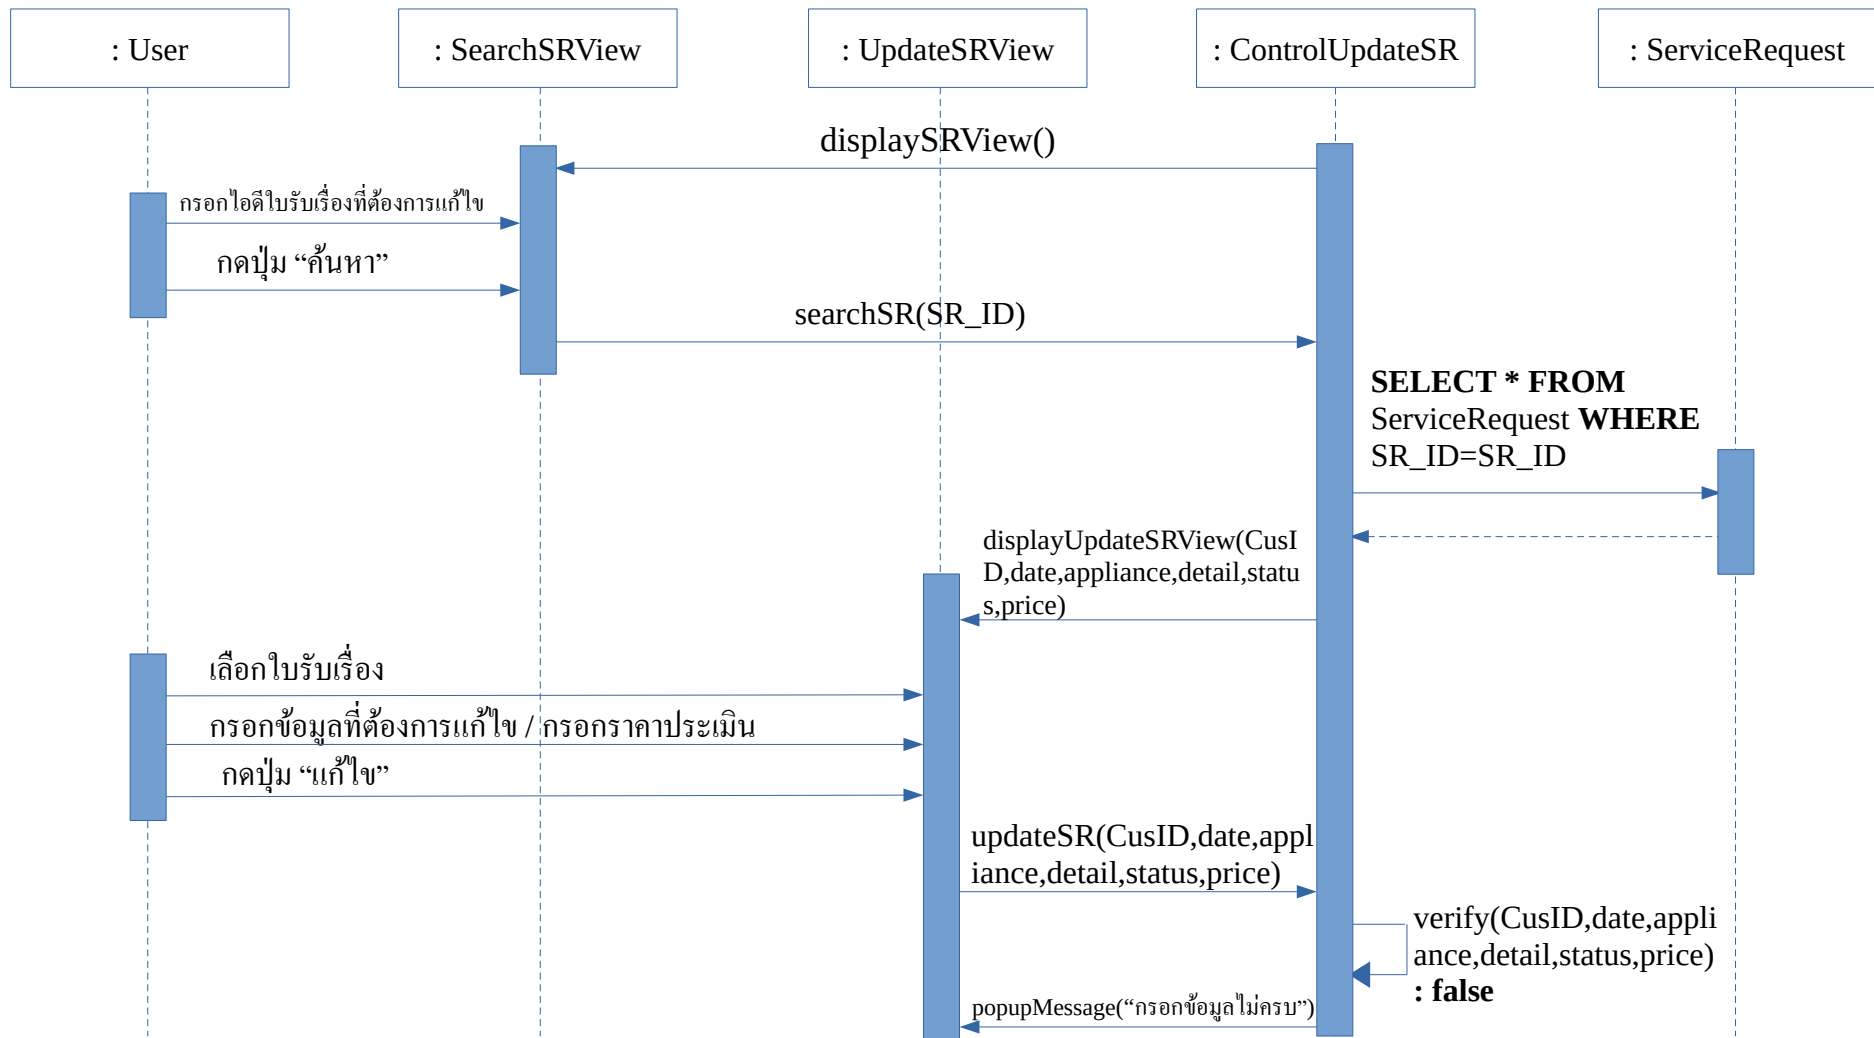 : User
: SearchSRView
: UpdateSRView
: ControlUpdateSR
: ServiceRequest
displaySRView()
กรอกไอดีใบรับเรื่องที่ต้องการแก้ไข
กดปุ่ม “ค้นหา”
searchSR(SR_ID)
SELECT * FROM
ServiceRequest WHERE
SR_ID=SR_ID
displayUpdateSRView(CusI
D,date,appliance,detail,statu
s,price)
เลือกใบรับเรื่อง
กรอกข้อมูลที่ต้องการแก้ไข / กรอกราคาประเมิน
กดปุ่ม “แก้ไข”
updateSR(CusID,date,appl
iance,detail,status,price)
verify(CusID,date,appli
ance,detail,status,price)
: false
popupMessage(“กรอกข้อมูลไม่ครบ”)